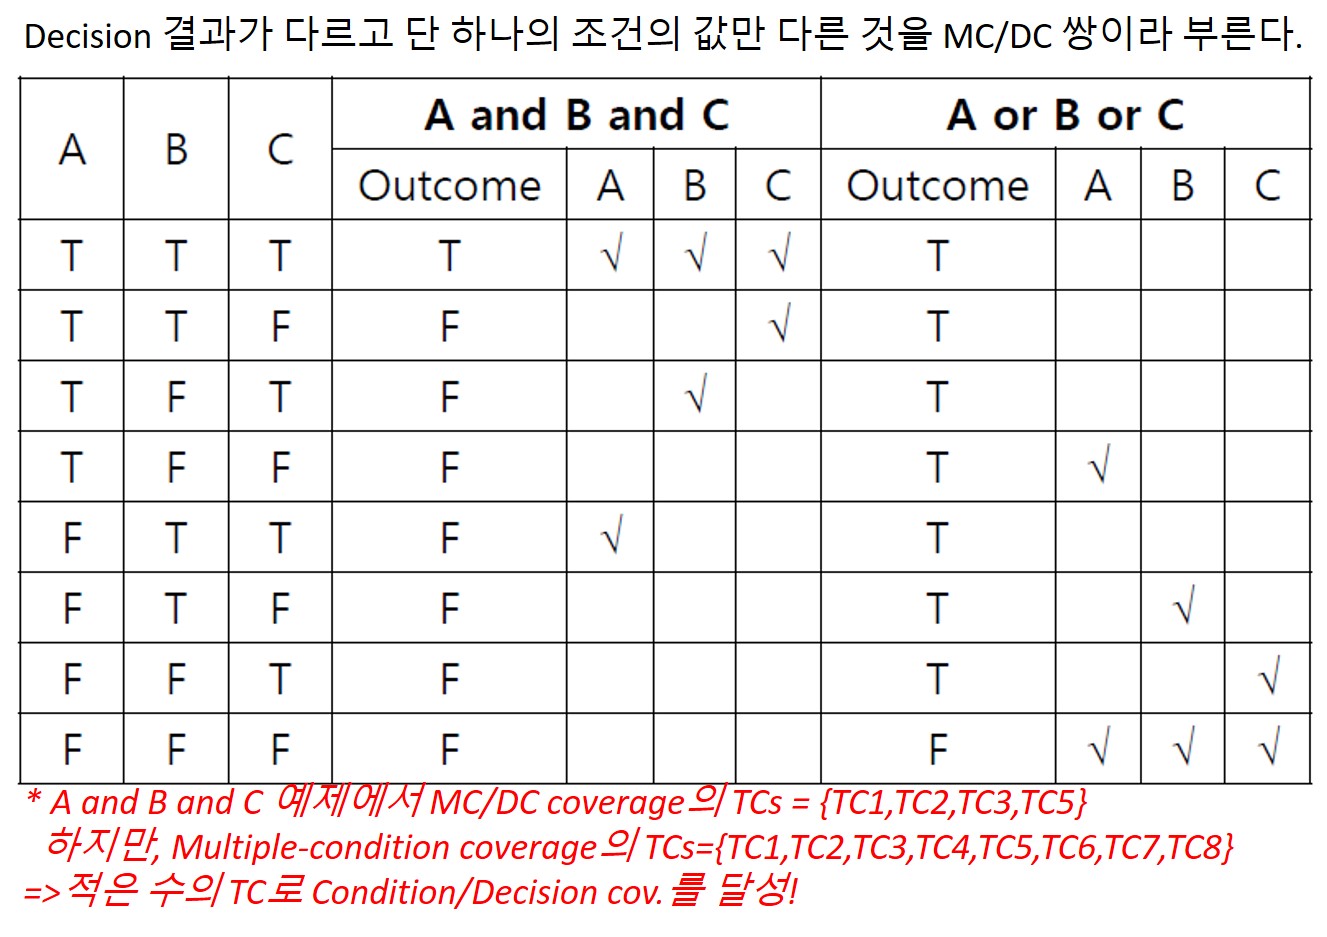 Decision 결과가 다르고 단 하나의 조건의 값만 다른 것을 MC/DC 쌍이라 부른다.
A B C A and B and C A or B or C
Outcome A B C Outcome A B C
T T T T √ √ √ T
T T F F √ T
T F T F √ T
T F F F T √
F T T F √ T
F T F F T √
F F T F T √
F F F F F √ √ √
* A and B and C 예제에서 MC/DC coverage의 TCs = {TC1,TC2,TC3,TC5}
하지만, Multiple-condition coverage의 TCs={TC1,TC2,TC3,TC4,TC5,TC6,TC7,TC8}
=>적은 수의 TC로 Condition/Decision cov.를 달성!